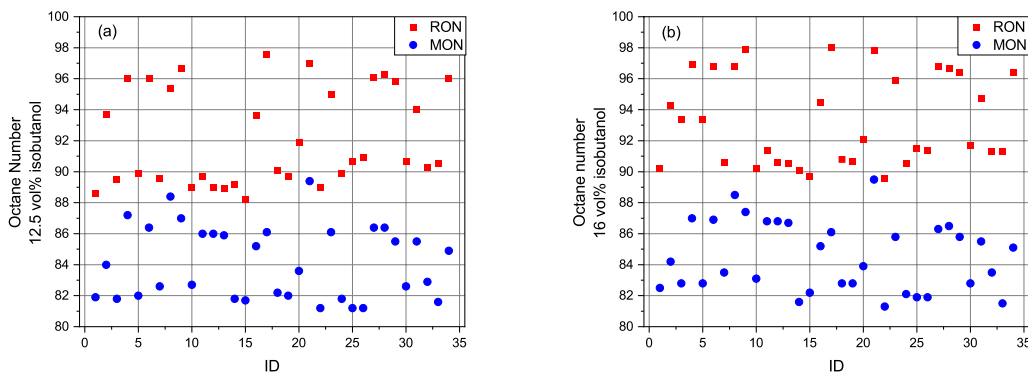 (a)
RON
MON
Octane Number
12.5 vol% isobutanol
100
98
96
94
92
90
88
86
84
82
80
0 5 10 15 20 25 30 35
ID
(b)
RON
MON
Octane number
16 vol% isobutanol
100
98
96
94
92
90
88
86
84
82
80
0 5 10 15 20 25 30 35
ID